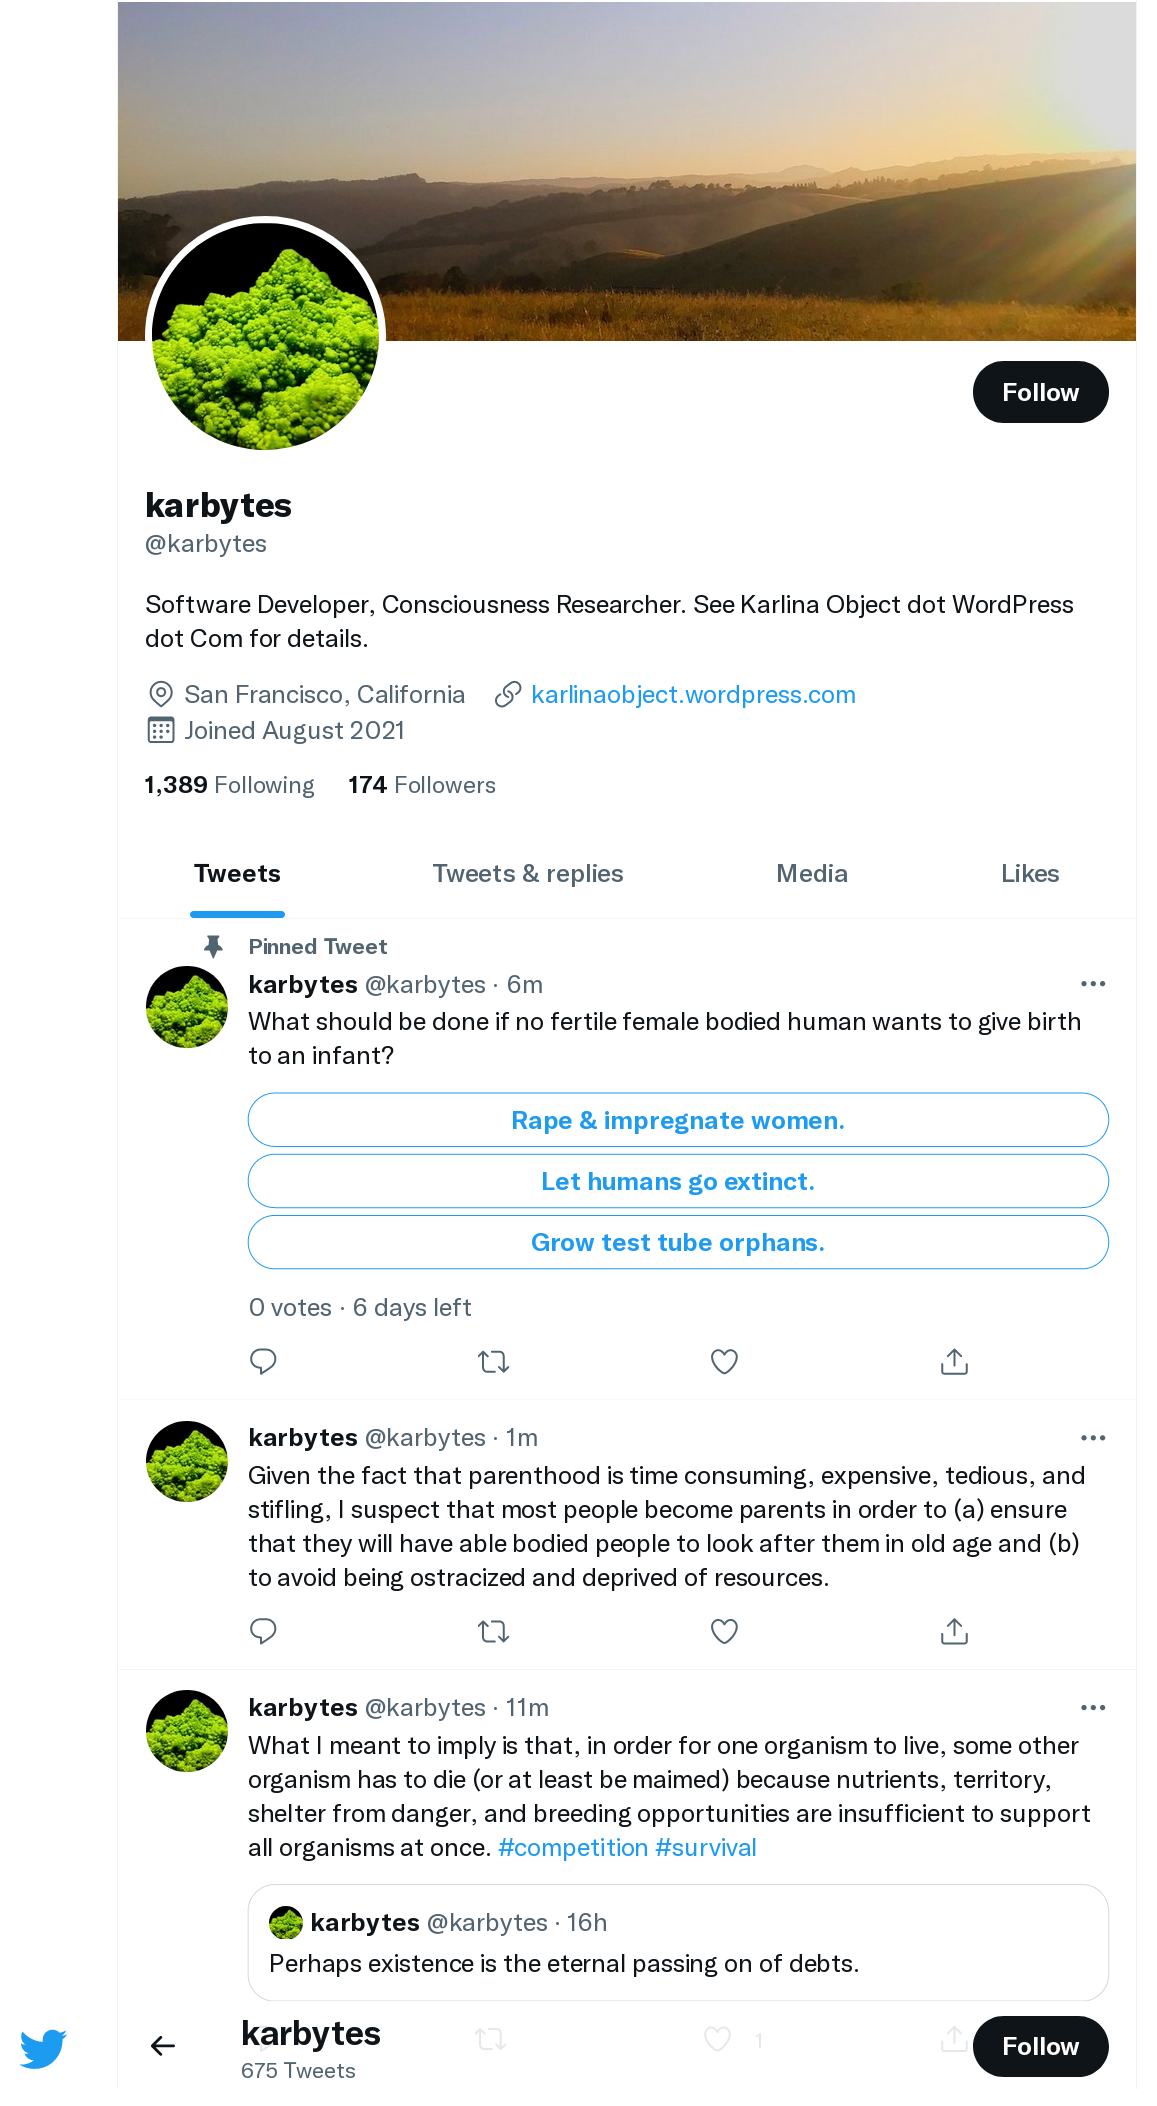 Follow
karbytes
@karbytes
Software Developer, Consciousness Researcher. See Karlina Object dot WordPress
dot Com for details.
San Francisco, California karlinaobject.wordpress.com
Joined August 2021
1,389 Following 174 Followers
Tweets Tweets & replies Media Likes
Pinned Tweet
karbytes @karbytes · 6m
What should be done if no fertile female bodied human wants to give birth
to an infant?
Rape & impregnate women.
Let humans go extinct.
Grow test tube orphans.
0 votes · 6 days left
karbytes @karbytes · 1m
Given the fact that parenthood is time consuming, expensive, tedious, and
stifling, I suspect that most people become parents in order to (a) ensure
that they will have able bodied people to look after them in old age and (b)
to avoid being ostracized and deprived of resources.
karbytes @karbytes · 11m
What I meant to imply is that, in order for one organism to live, some other
organism has to die (or at least be maimed) because nutrients, territory,
shelter from danger, and breeding opportunities are insufficient to support
all organisms at once. #competition #survival
karbytes @karbytes · 16h
Perhaps existence is the eternal passing on of debts.
karbytes 1 Follow
675 Tweets